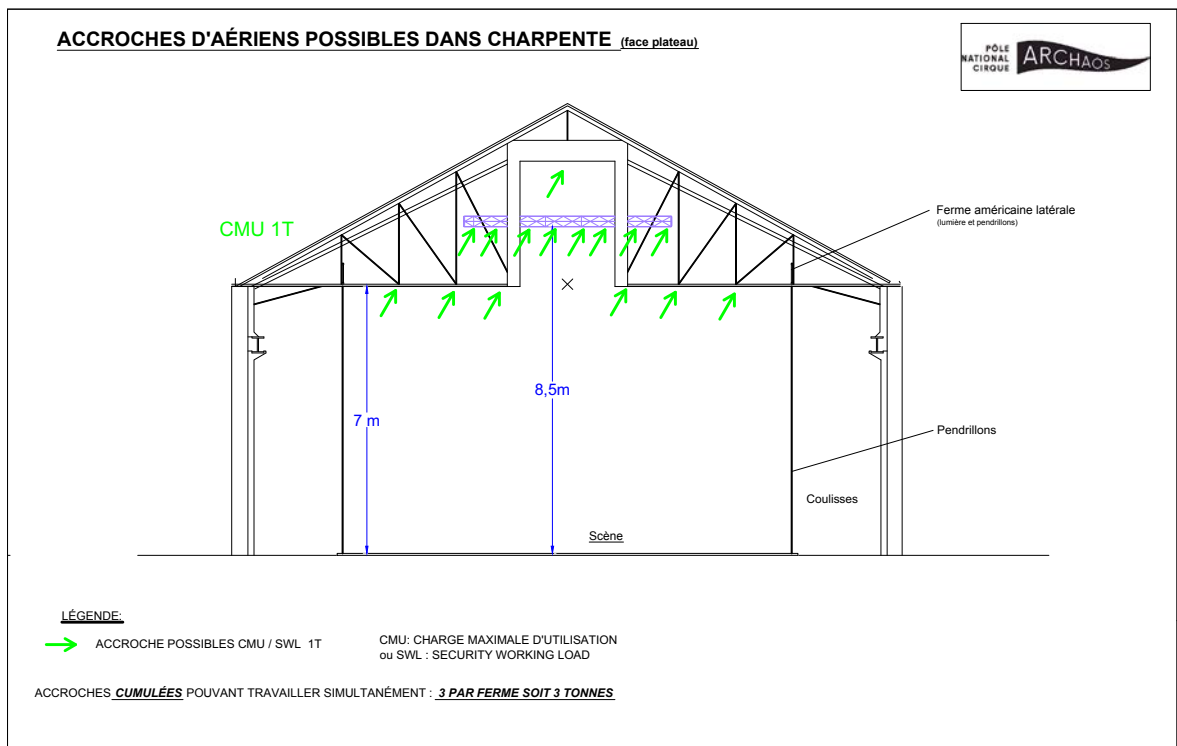 ACCROCHES D'AÉRIENS POSSIBLES DANS CHARPENTE (face plateau)
PÔLE
NATIONAL
CIRQUE
ARCHAOS
CMU 1T
Ferme américaine latérale
(lumière et pendrillons)
8,5m
7 m
Pendrillons
Coulisses
Scène
LÉGENDE:
ACCROCHE POSSIBLES CMU / SWL 1T
CMU: CHARGE MAXIMALE D'UTILISATION
ou SWL : SECURITY WORKING LOAD
ACCROCHES CUMULÉES POUVANT TRAVAILLER SIMULTANÉMENT : 3 PAR FERME SOIT 3 TONNES